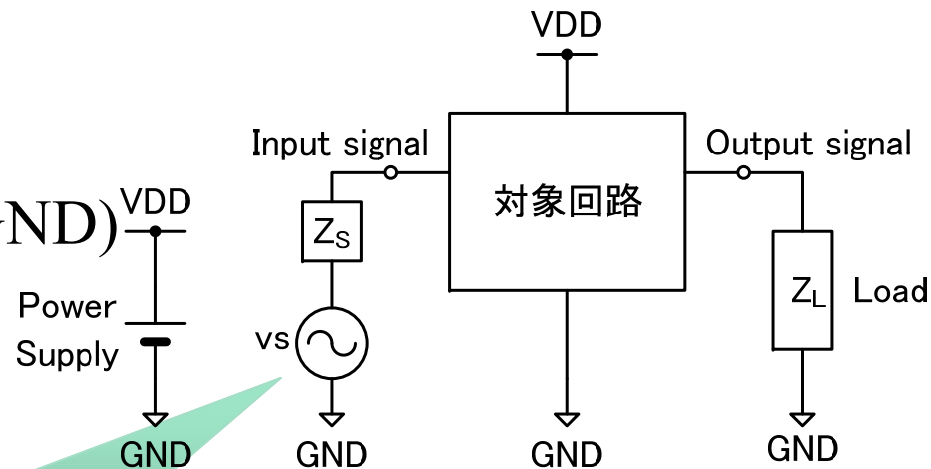 VDD
Input signal
Output signal
対象回路
GND)
VDD
ZS
Power
Supply
vs
ZL
Load
GND
GND
GND
GND